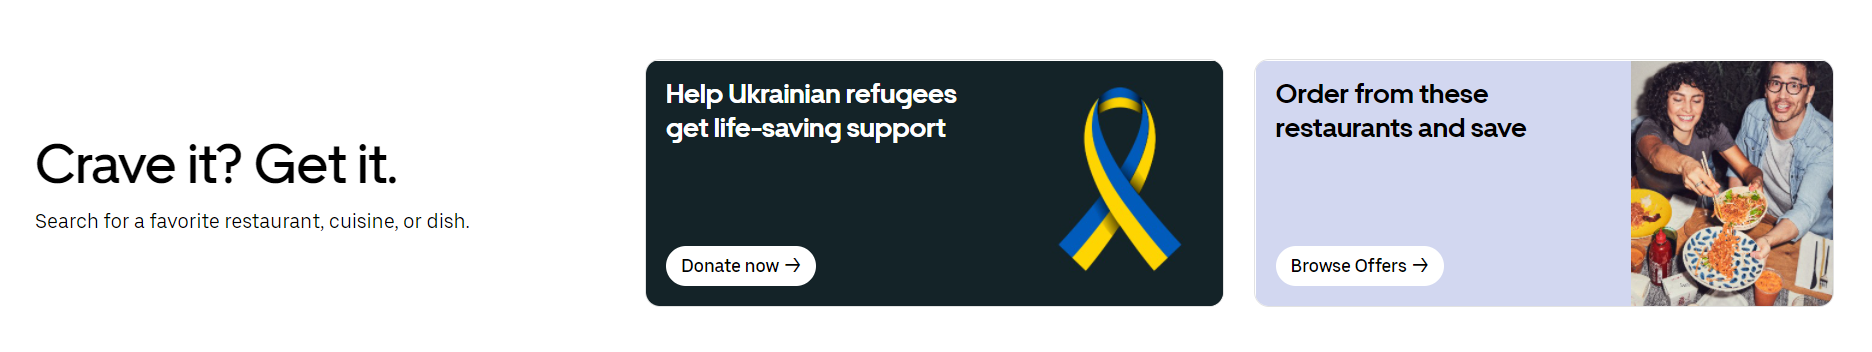 Crave it? Get it.
Search for a favorite restaurant, cuisine, or dish.
Help Ukrainian refugees
get life-saving support
Donate now →
Order from these
restaurants and save
Browse Offers →